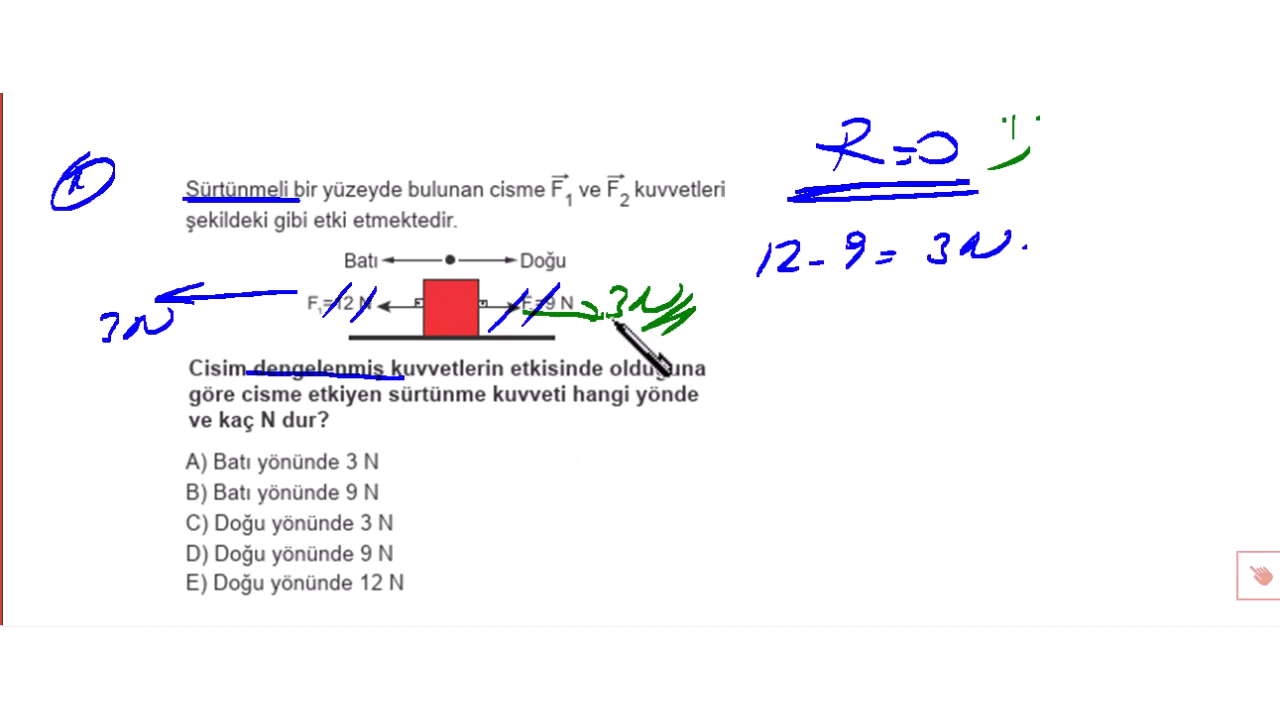 R=0
Sürtünmeli bir yüzeyde bulunan cisme F1 ve F2 kuvvetleri
şekildeki gibi etki etmektedir.
12-9=3N.
Batı Doğu
F1=12 N F=9 N 3N
3N
Cisim dengelenmiş kuvvetlerin etkisinde olduğuna
göre cisme etkiyen sürtünme kuvveti hangi yönde
ve kaç N dur?
A) Batı yönünde 3 N
B) Batı yönünde 9 N
C) Doğu yönünde 3 N
D) Doğu yönünde 9 N
E) Doğu yönünde 12 N